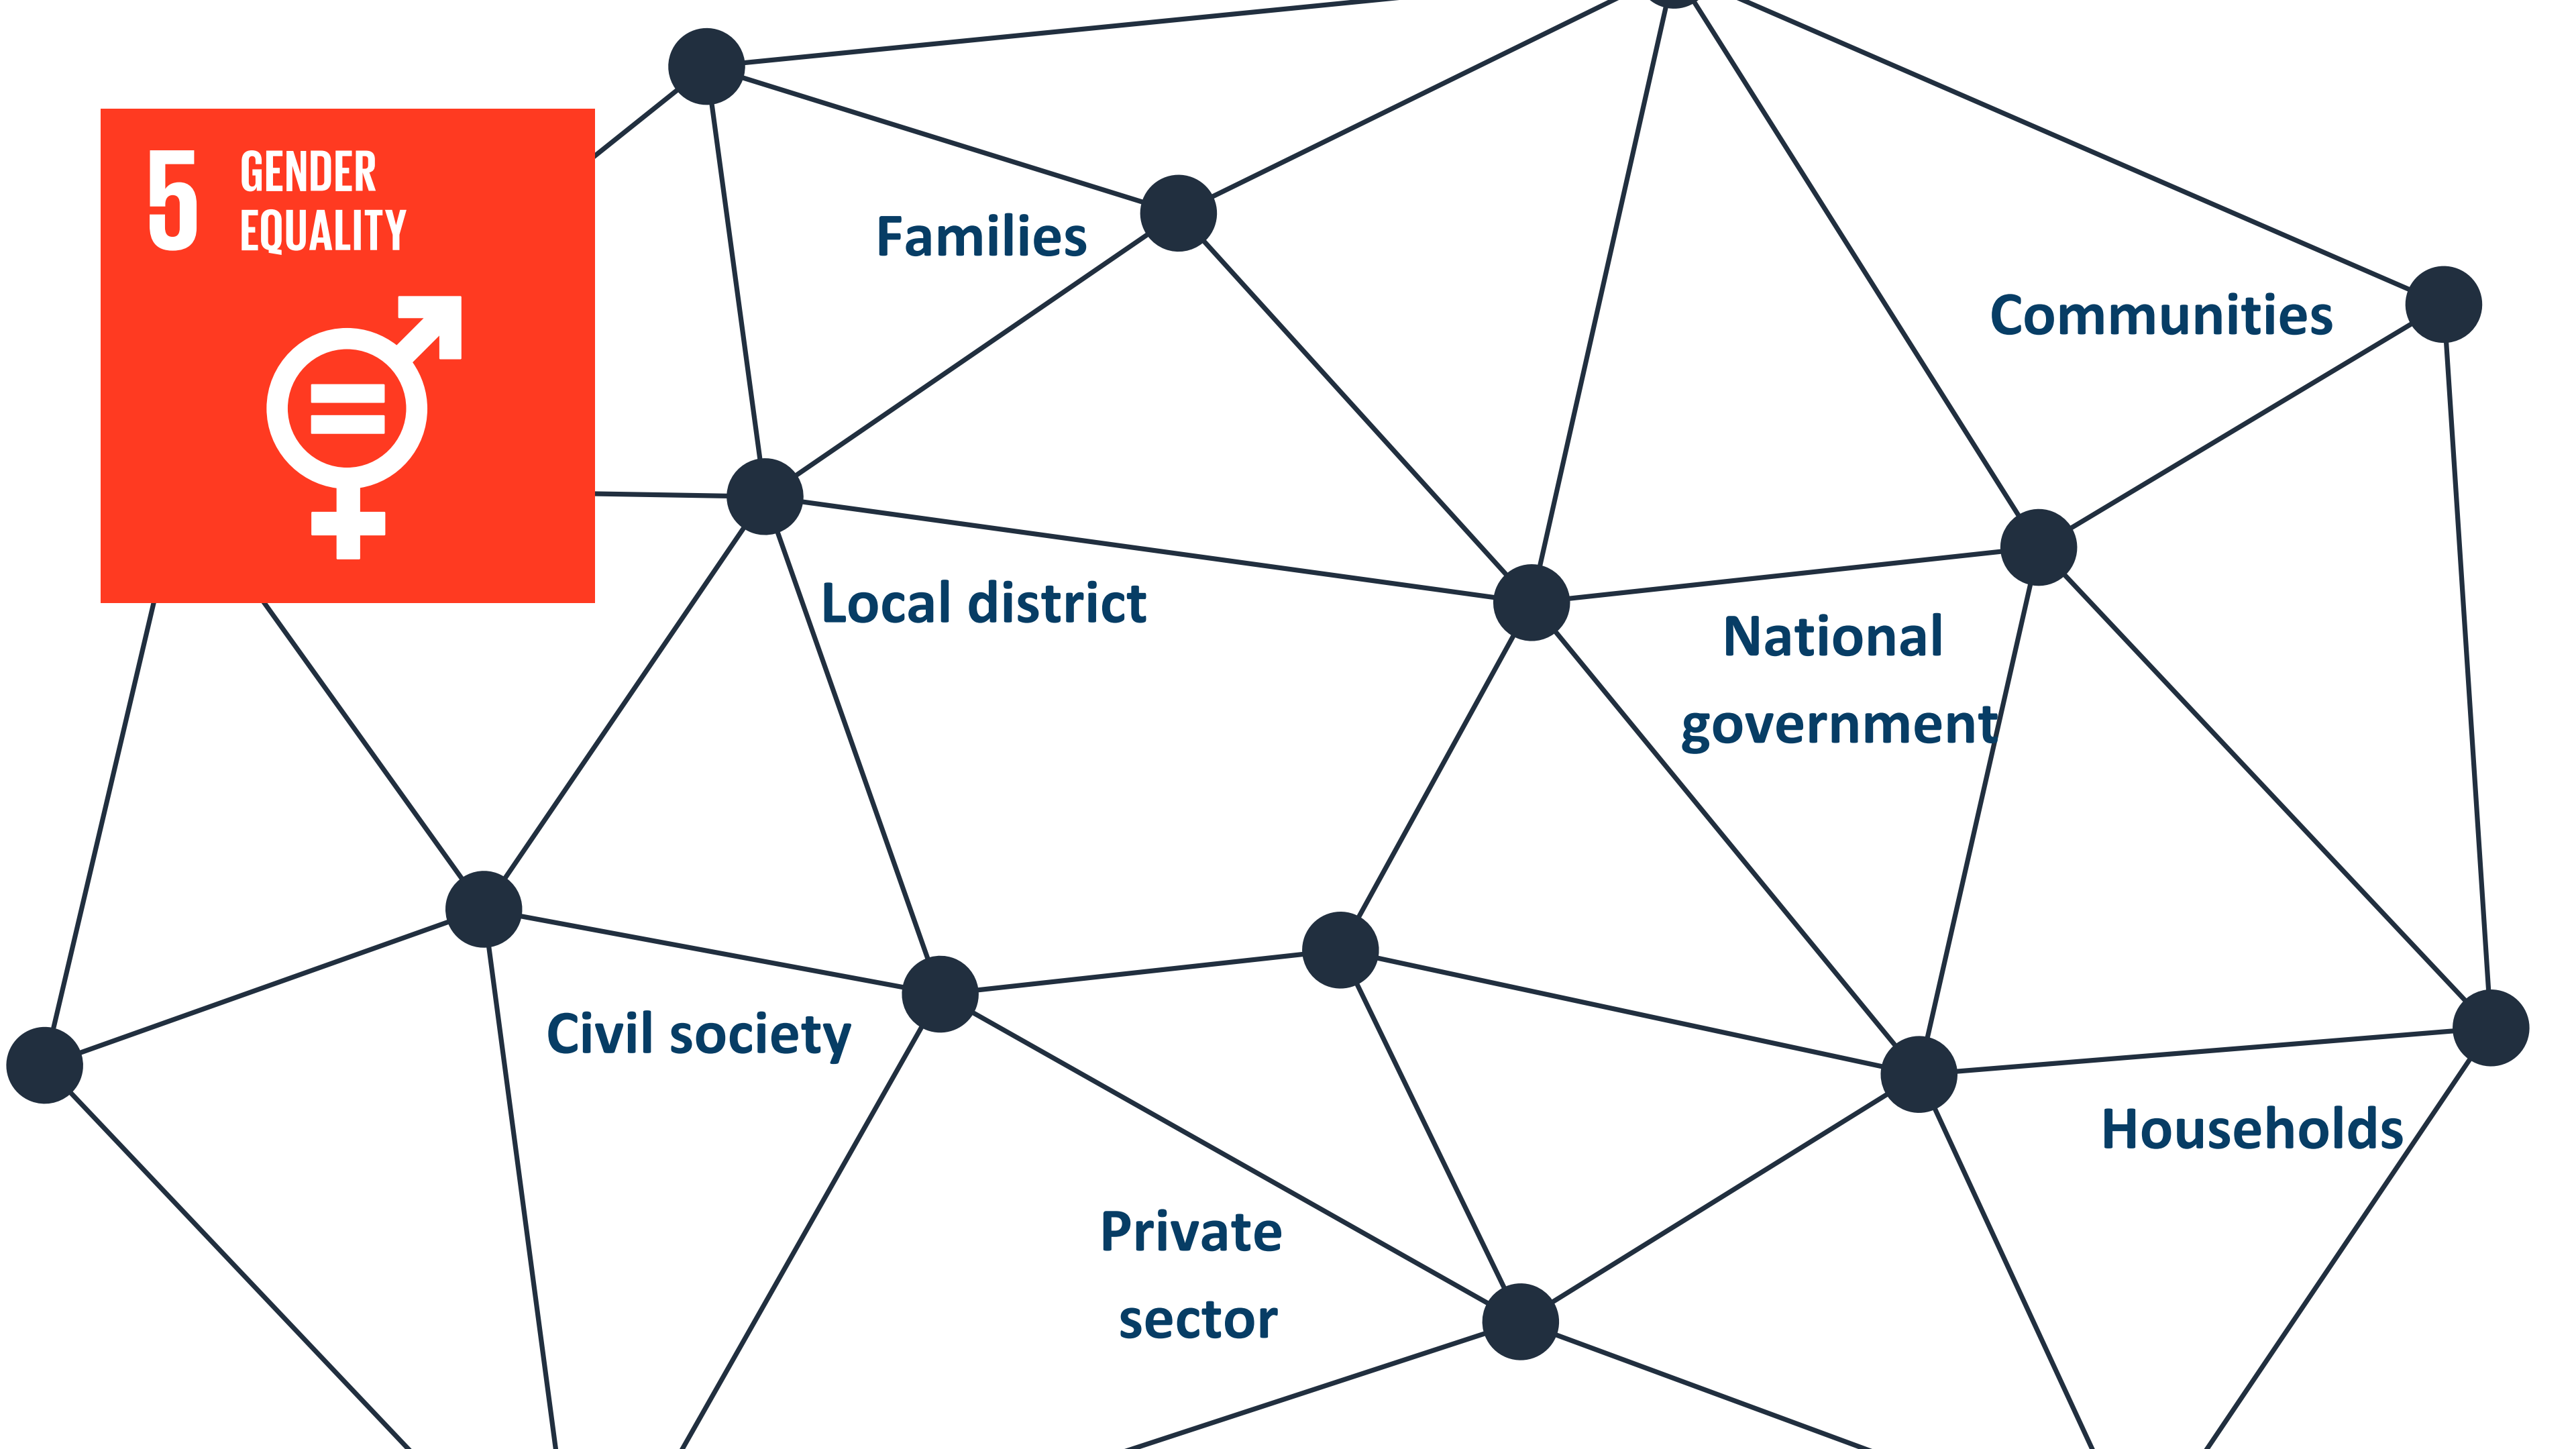 5 GENDER
EQUALITY
Families
Communities
Local district
National
government
Civil society
Households
Private
sector